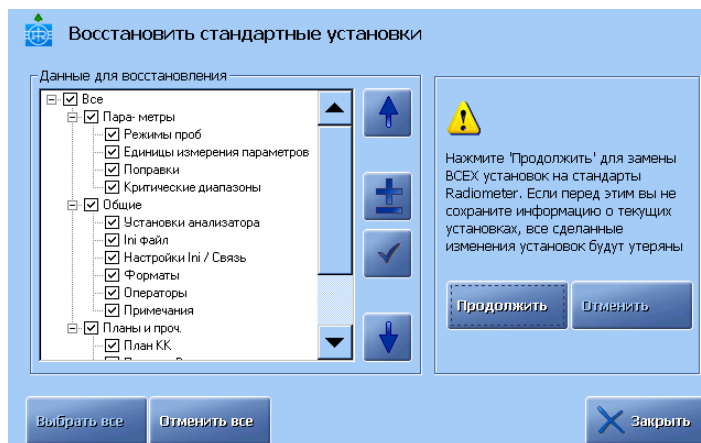 Восстановить стандартные установки
Данные для восстановления
Все
Пара- метры
Режимы проб
Единицы измерения параметров
Поправки
Критические диапазоны
Общие
Установки анализатора
Ini файл
Настройки Ini / Связь
Форматы
Операторы
Примечания
Планы и проч.
План КК
Нажмите 'Продолжить' для замены
ВСЕХ установок на стандарты
Radiometer. Если перед этим вы не
сохраните информацию о текущих
установках, все сделанные
изменения установок будут утеряны
Продолжить
Отменить
Выбрать все
Отменить все
Закрыть